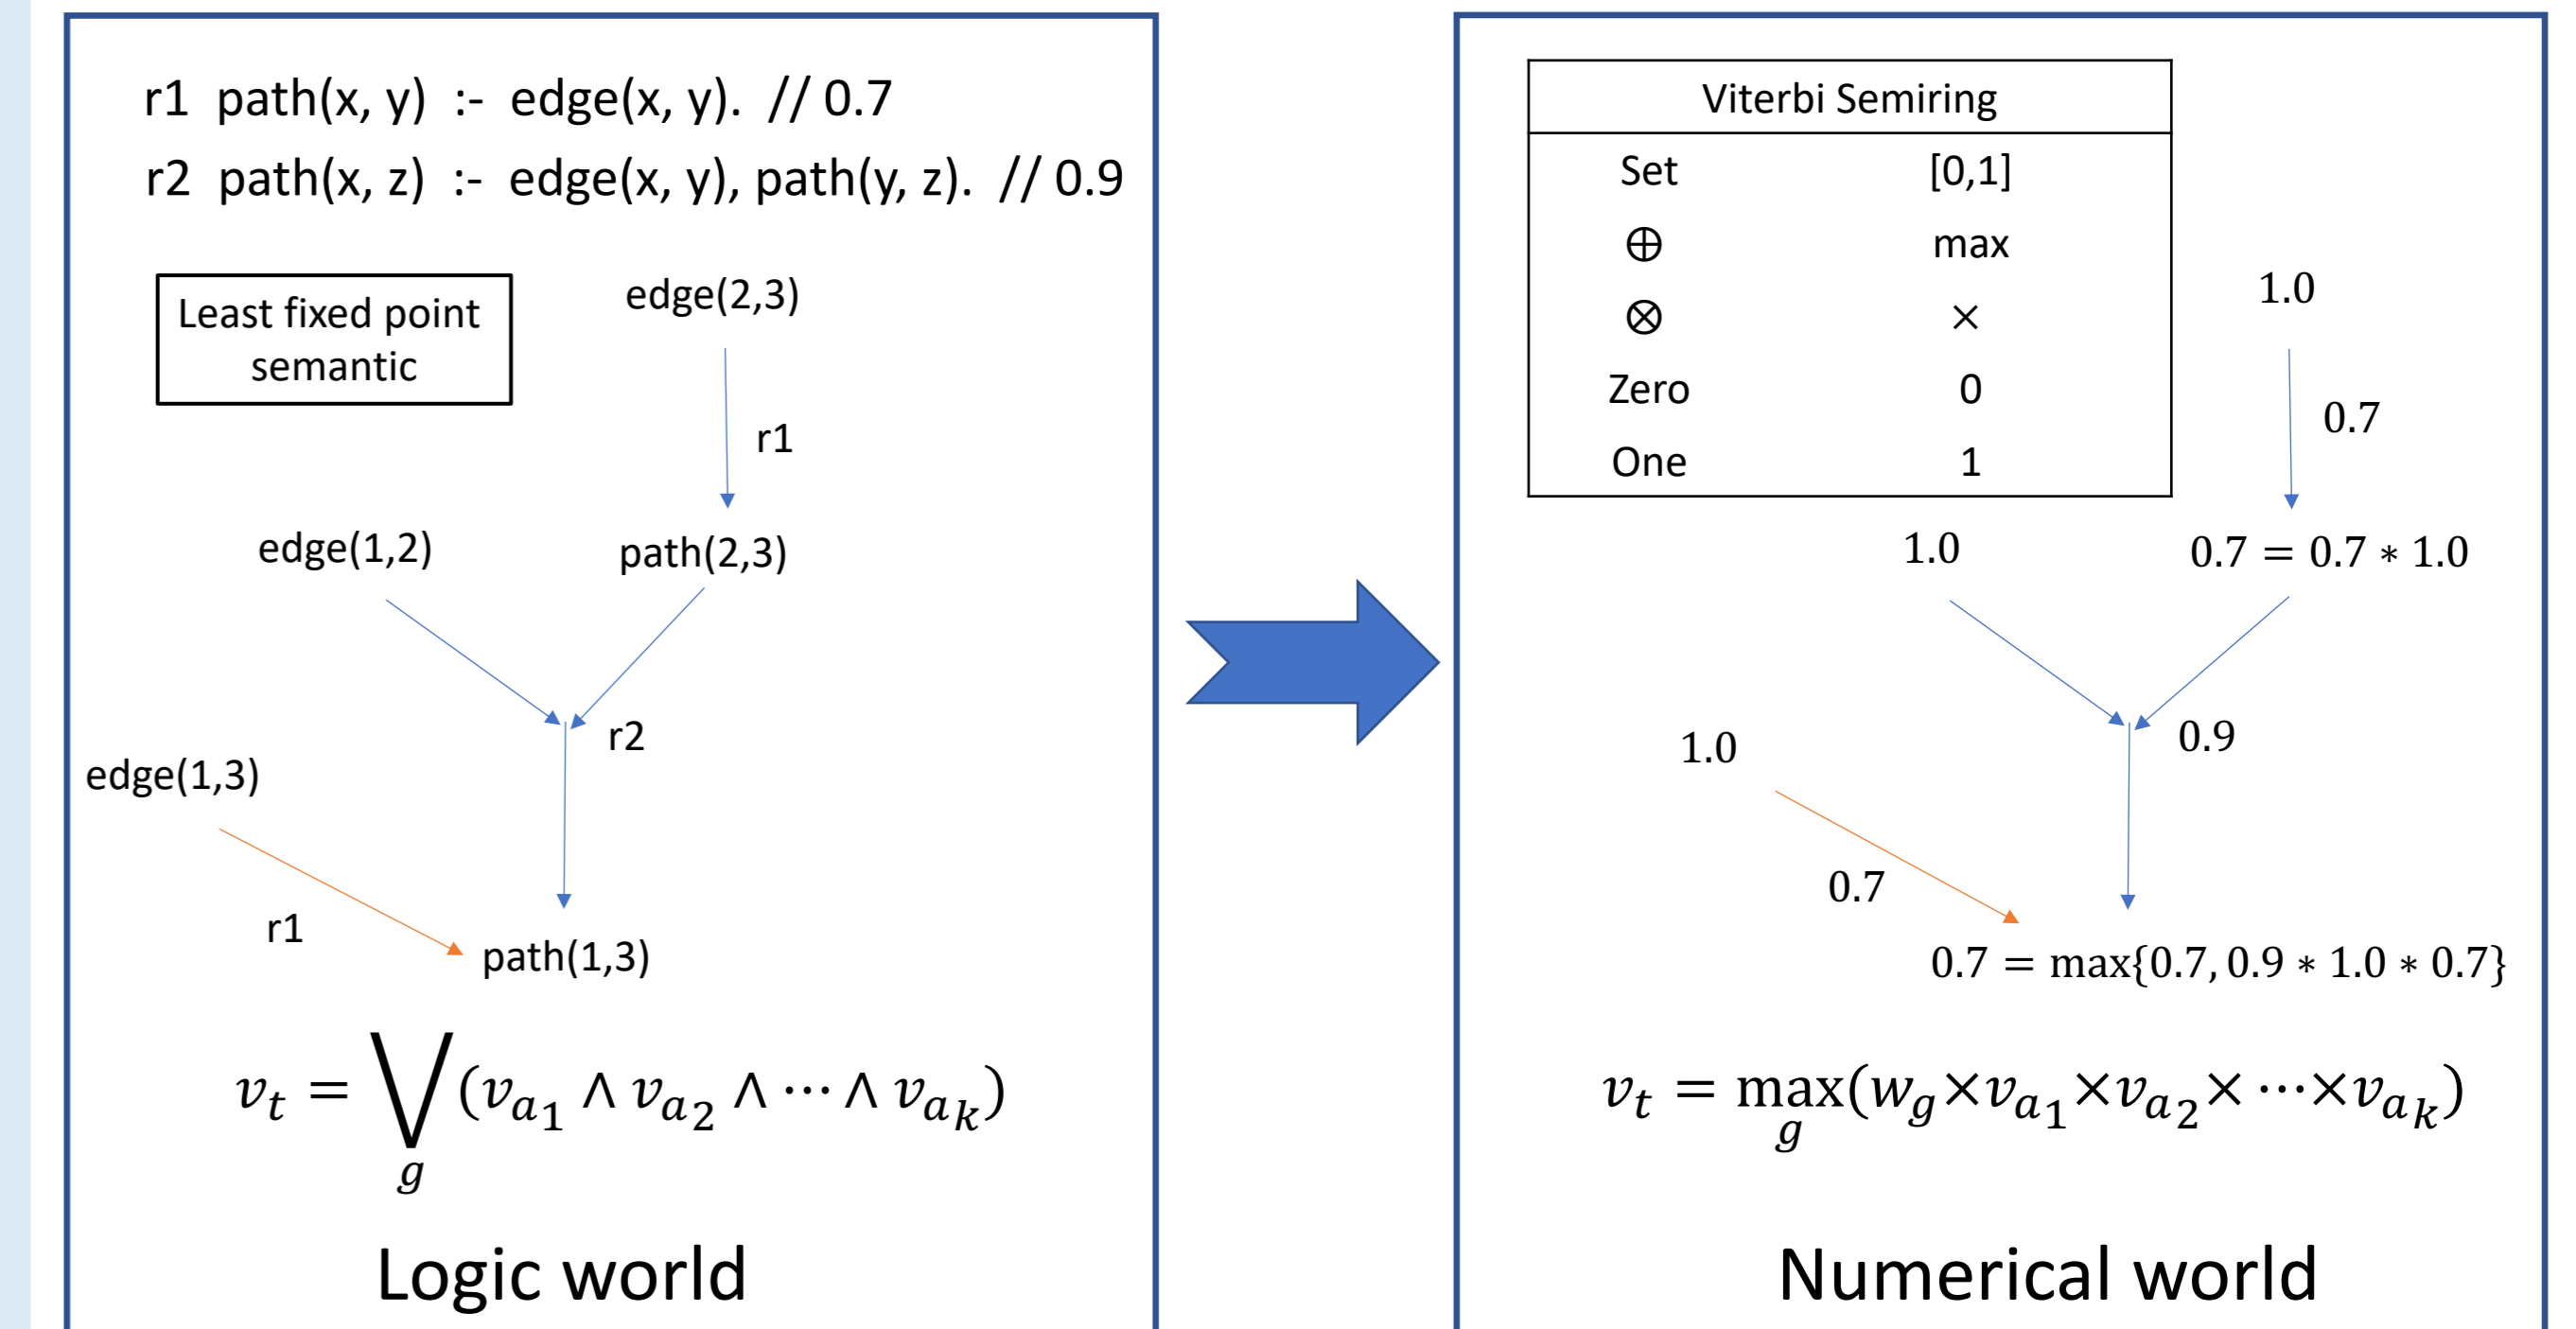 r1 path(x, y) :- edge(x, y). // 0.7
r2 path(x, z) :- edge(x, y), path(y, z). // 0.9
Least fixed point
semantic
edge(2,3)
r1
edge(1,2)
path(2,3)
r2
edge(1,3)
r1
path(1,3)
v_t = ⋁_g (v_{a_1} ∧ v_{a_2} ∧ ⋯ ∧ v_{a_k})
Logic world
Viterbi Semiring
Set [0,1]
⊕ max
⊗ ×
Zero 0
One 1
1.0
0.7
1.0
0.7 = 0.7 ∗ 1.0
0.9
1.0
0.7
0.7 = max{0.7, 0.9 ∗ 1.0 ∗ 0.7}
v_t = max_g (w_g × v_{a_1} × v_{a_2} × ⋯ × v_{a_k})
Numerical world